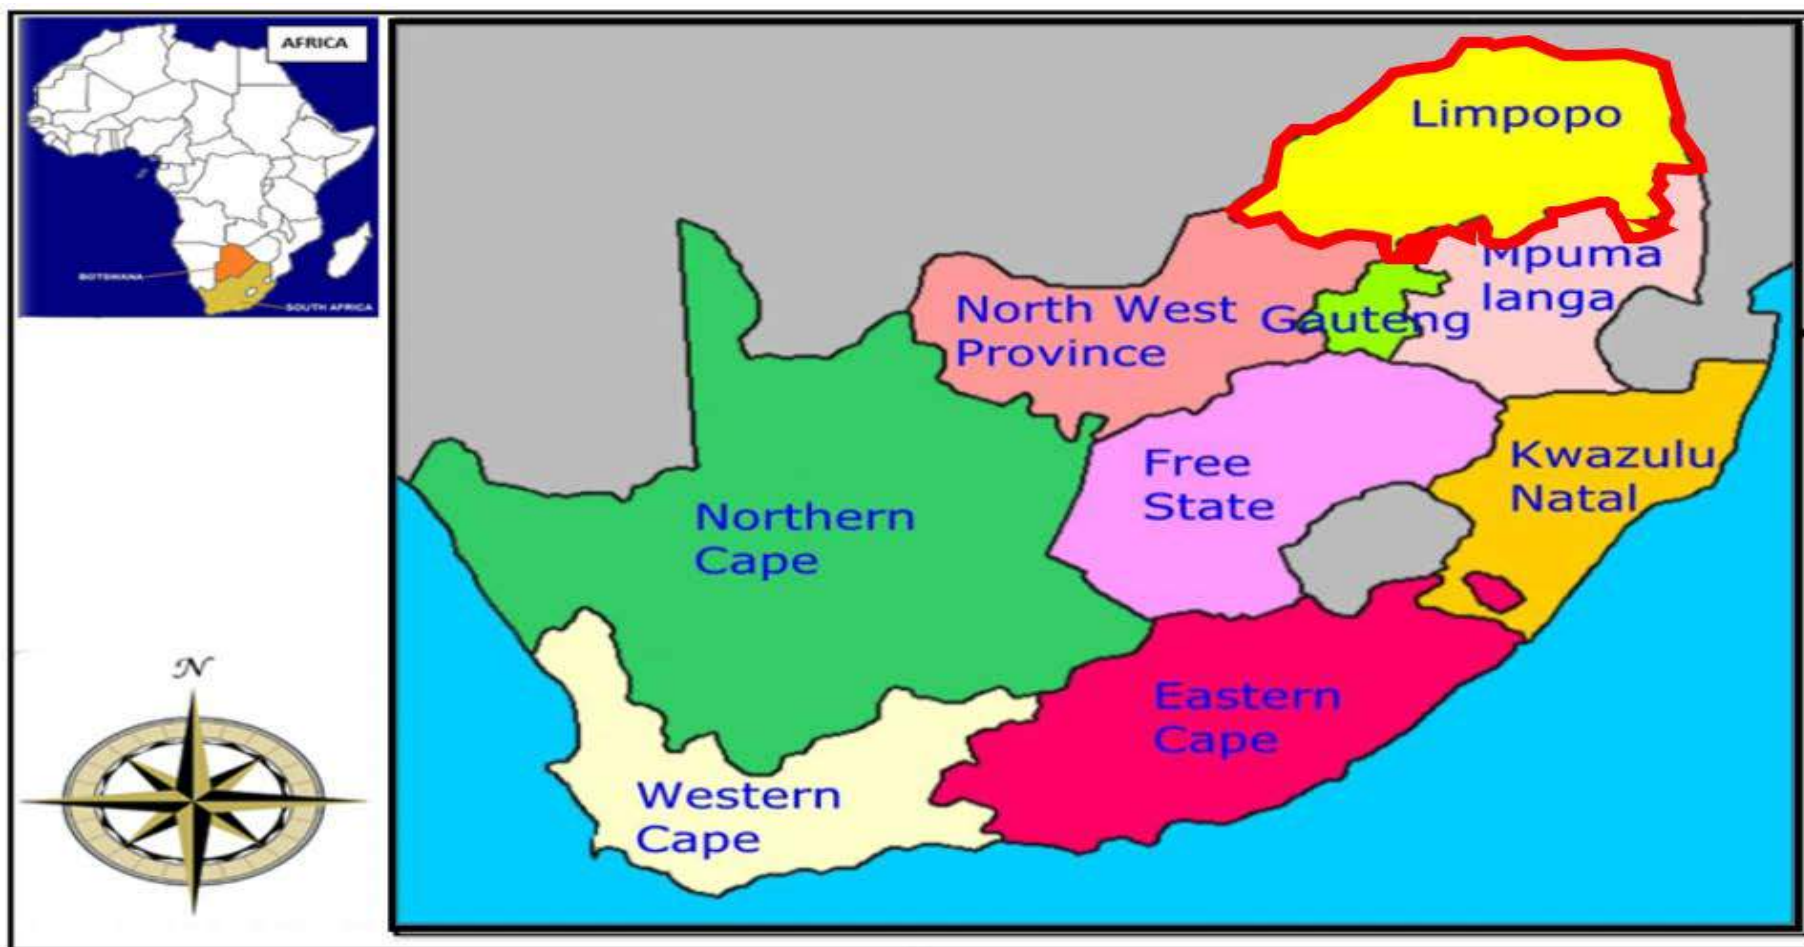 AFRICA
BOTSWANA
SOUTH AFRICA
N
Limpopo
Mpuma
langa
North West
Province
Gauteng
Free
State
Kwazulu
Natal
Northern
Cape
Eastern
Cape
Western
Cape